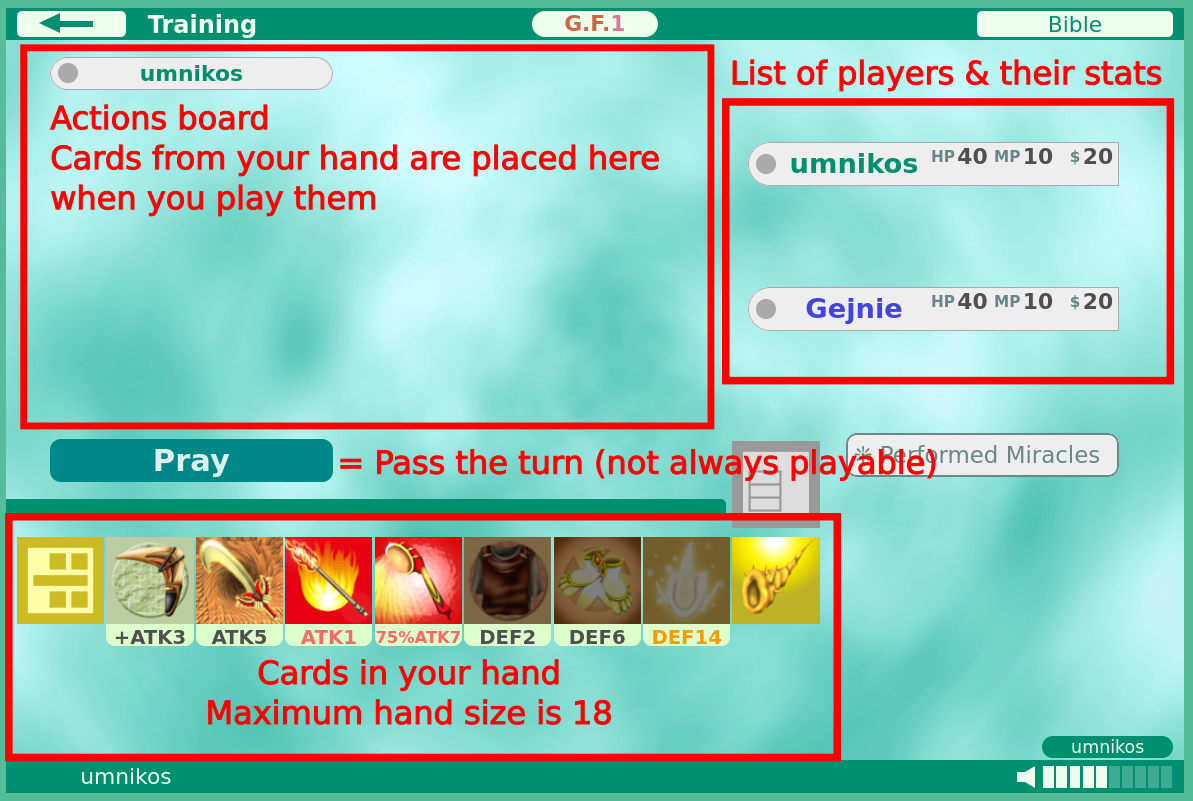 Training
G.F.1
Bible
umnikos
Actions board
Cards from your hand are placed here
when you play them
List of players & their stats
umnikos HP 40 MP 10 $ 20
Gejnie HP 40 MP 10 $ 20
Pray
= Pass the turn (not always playable)
Performed Miracles
+ATK3 ATK5 ATK1 75%ATK7 DEF2 DEF6 DEF14
Cards in your hand
Maximum hand size is 18
umnikos
umnikos